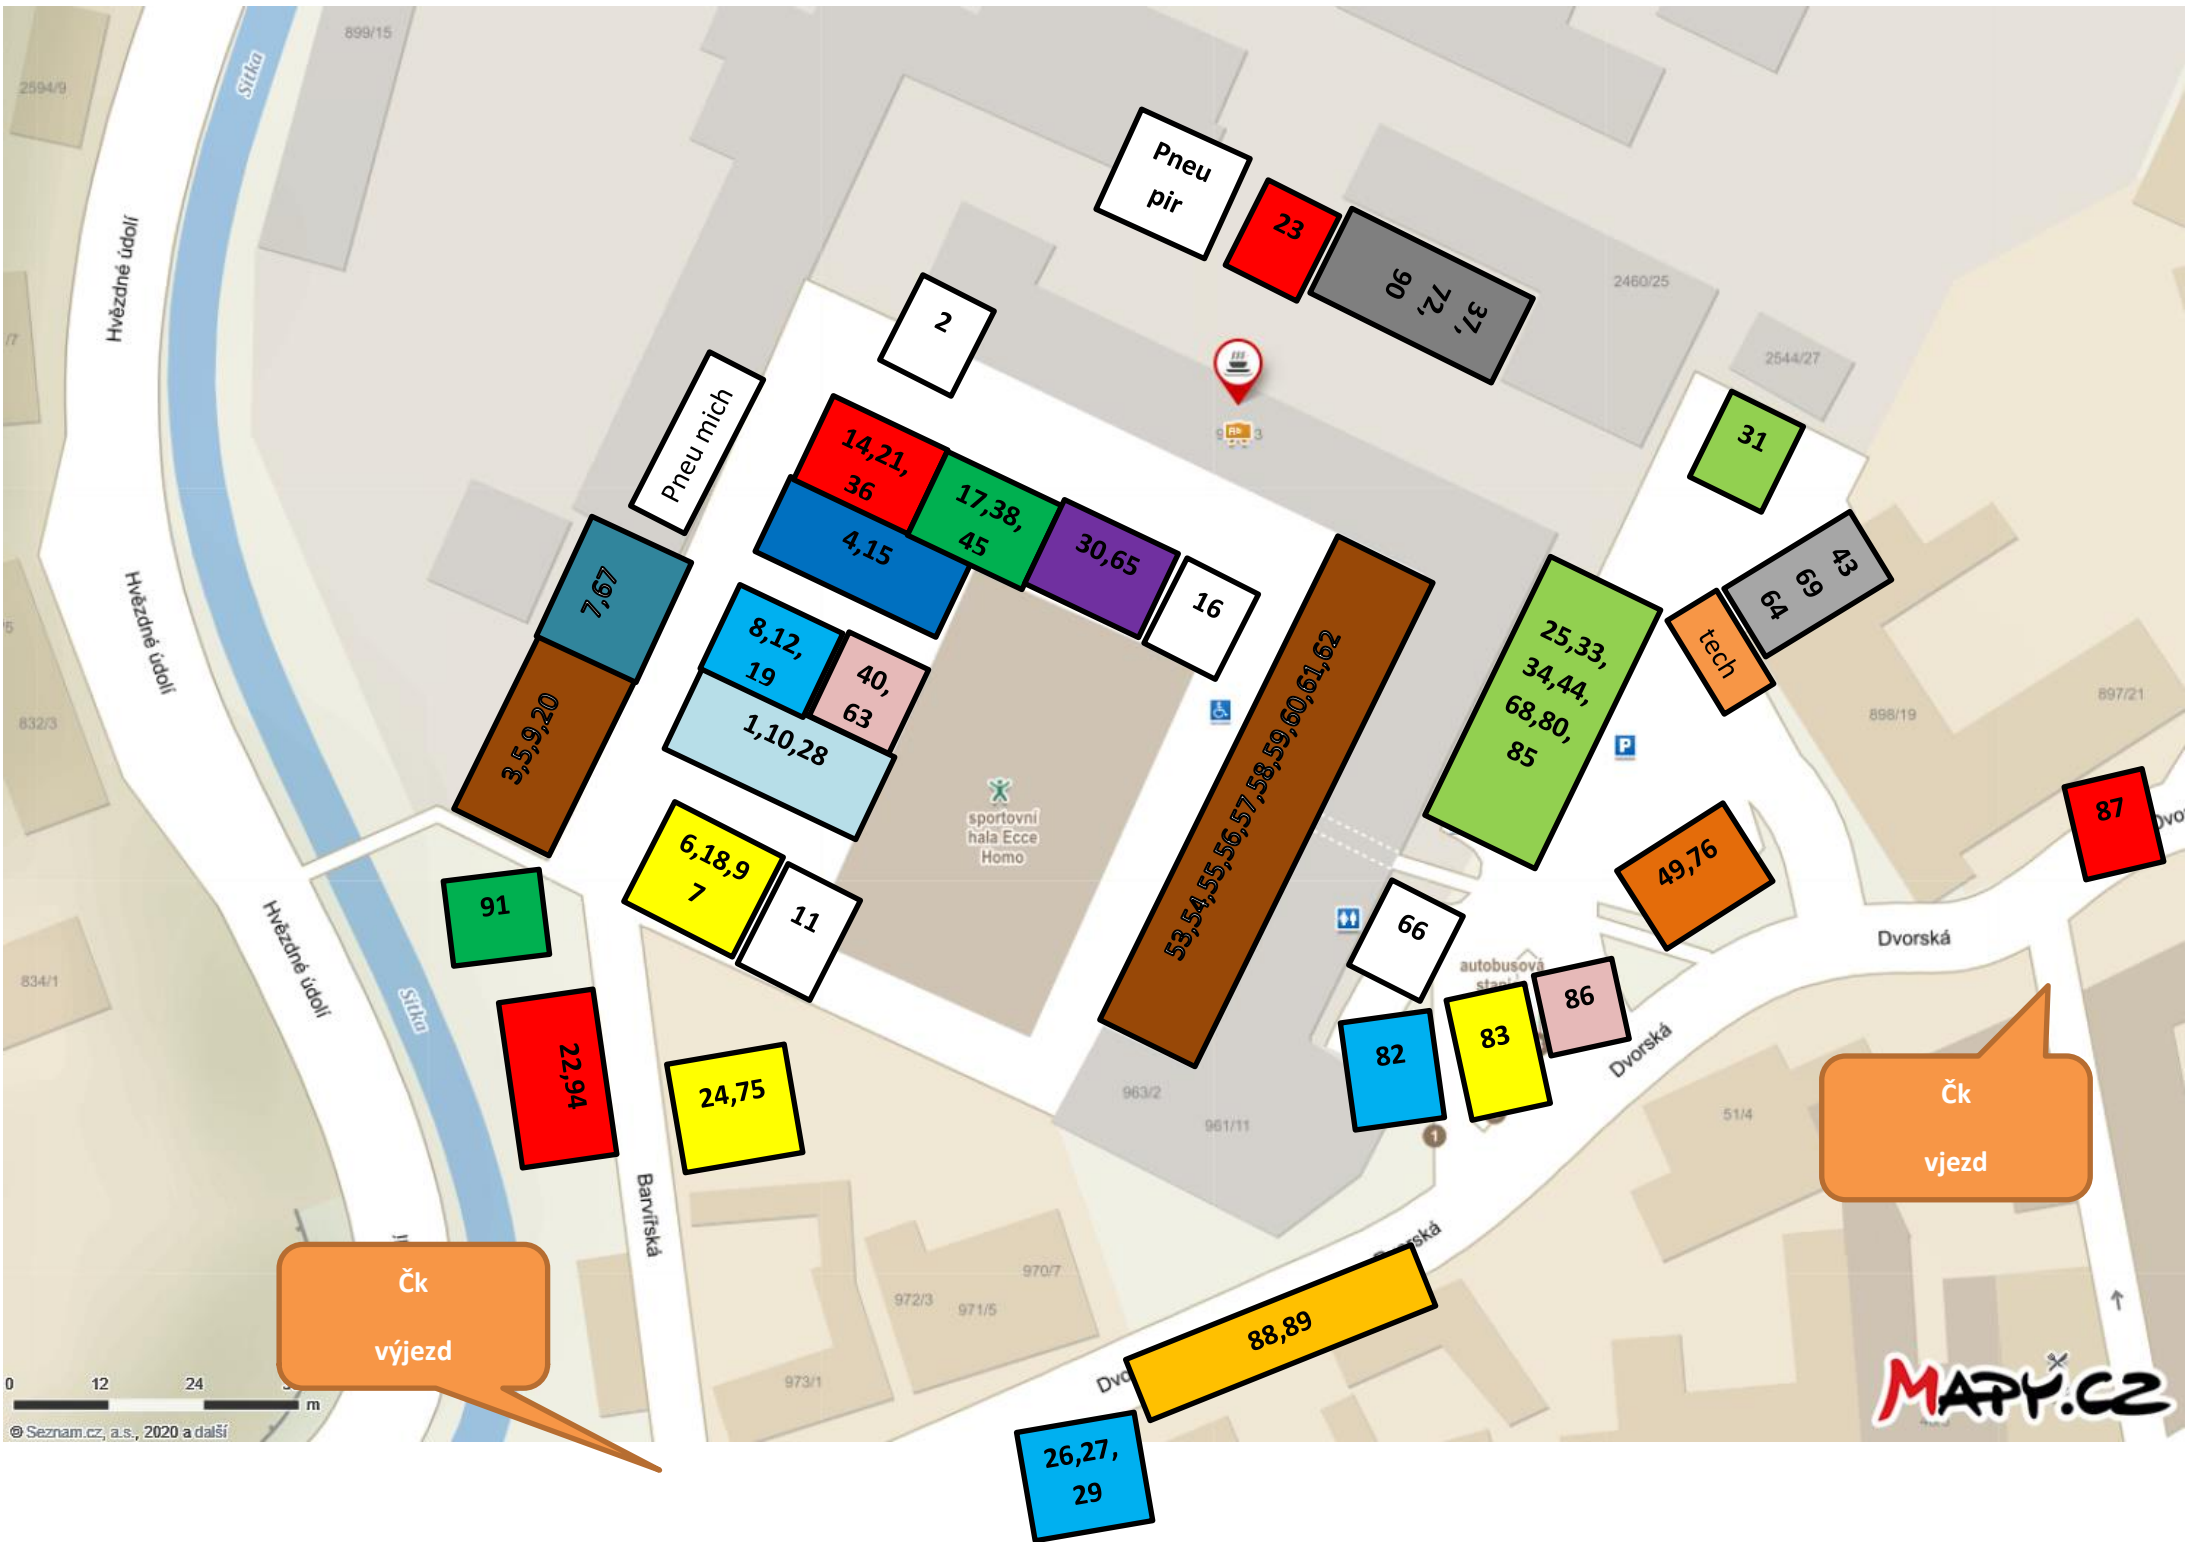 899/15
Sitka
2594/9
Hvězdné údolí
Pneu
pir
23
37,
72,
90
2460/25
2
2544/27
Pneu mich
31
14,21,
36
17,38,
45
4,15
30,65
16
7,67
43
69
64
tech
8,12,
19
40,
63
1,10,28
3,5,9,20
53,54,55,56,57,58,59,60,61,62
25,33,
34,44,
68,80,
85
P
Hvězdné údolí
832/3
898/19
897/21
sportovní
hala Ecce
Homo
87
6,18,9
7
11
49,76
91
66
Dvorská
Hvězdné údolí
834/1
Sitka
autobusová
86
83
82
22,94
24,75
Dvorská
963/2
961/11
1
51/4
Čk
vjezd
Barvířská
970/7
972/3
971/5
973/1
Čk
výjezd
88,89
26,27,
29
0 12 24 m
© Seznam.cz, a.s., 2020 a další
MAPY.CZ